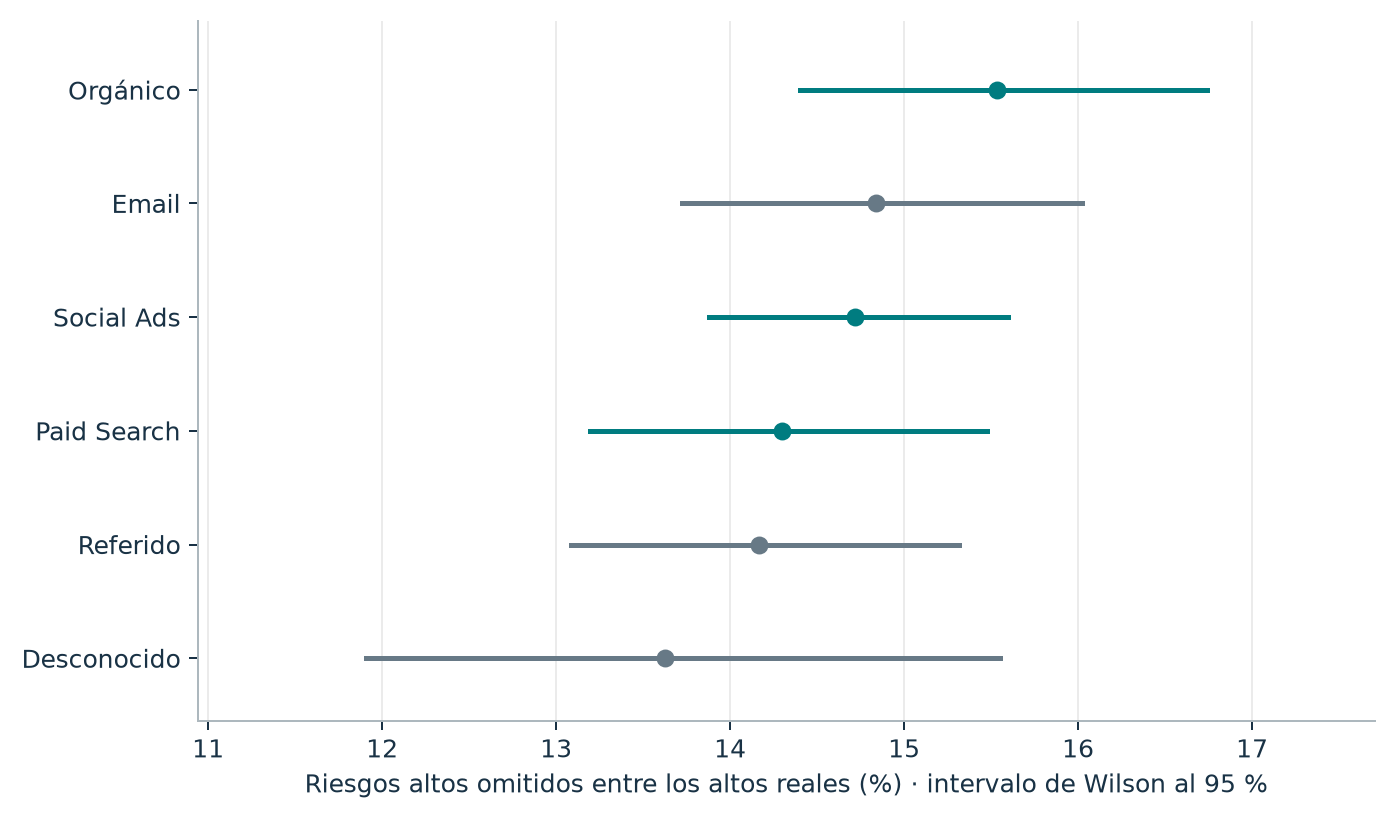 Orgánico
Email
Social Ads
Paid Search
Referido
Desconocido
11 12 13 14 15 16 17
Riesgos altos omitidos entre los altos reales (%) · intervalo de Wilson al 95 %